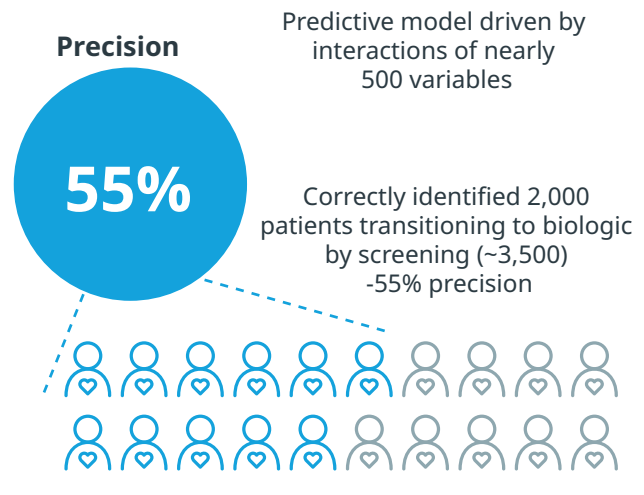 Precision
55%
Predictive model driven by
interactions of nearly
500 variables
Correctly identified 2,000
patients transitioning to biologic
by screening (~3,500)
-55% precision